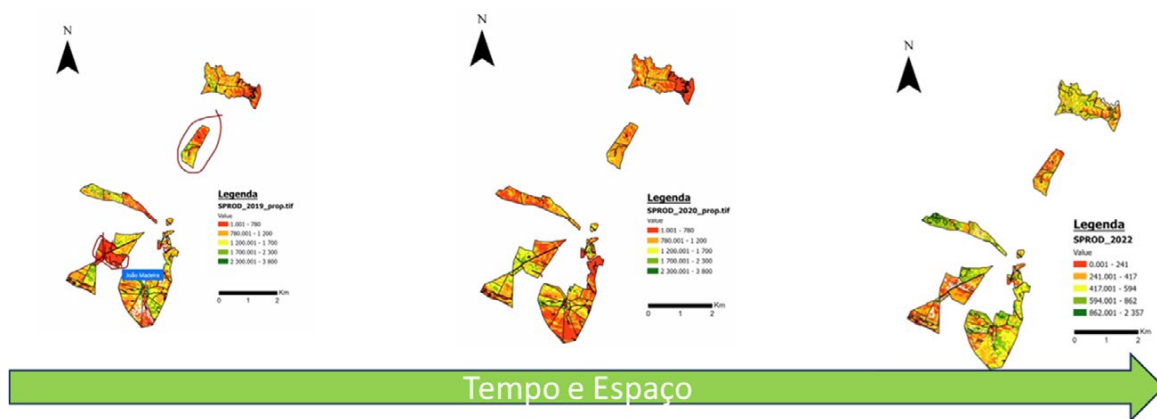 N
Legenda
SPROD_2019_prop.tif
Value
1.001 - 780
780.001 - 1 200
1 200.001 - 1 700
1 700.001 - 2 300
2 300.001 - 3 800
Km
0 1 2
João Madeira
N
Legenda
SPROD_2020_prop.tif
Value
1.001 - 780
780.001 - 1 200
1 200.001 - 1 700
1 700.001 - 2 300
2 300.001 - 3 800
Km
0 1 2
N
Legenda
SPROD_2022
Value
0.001 - 241
241.001 - 417
417.001 - 594
594.001 - 862
862.001 - 2 357
Km
0 1 2
Tempo e Espaço